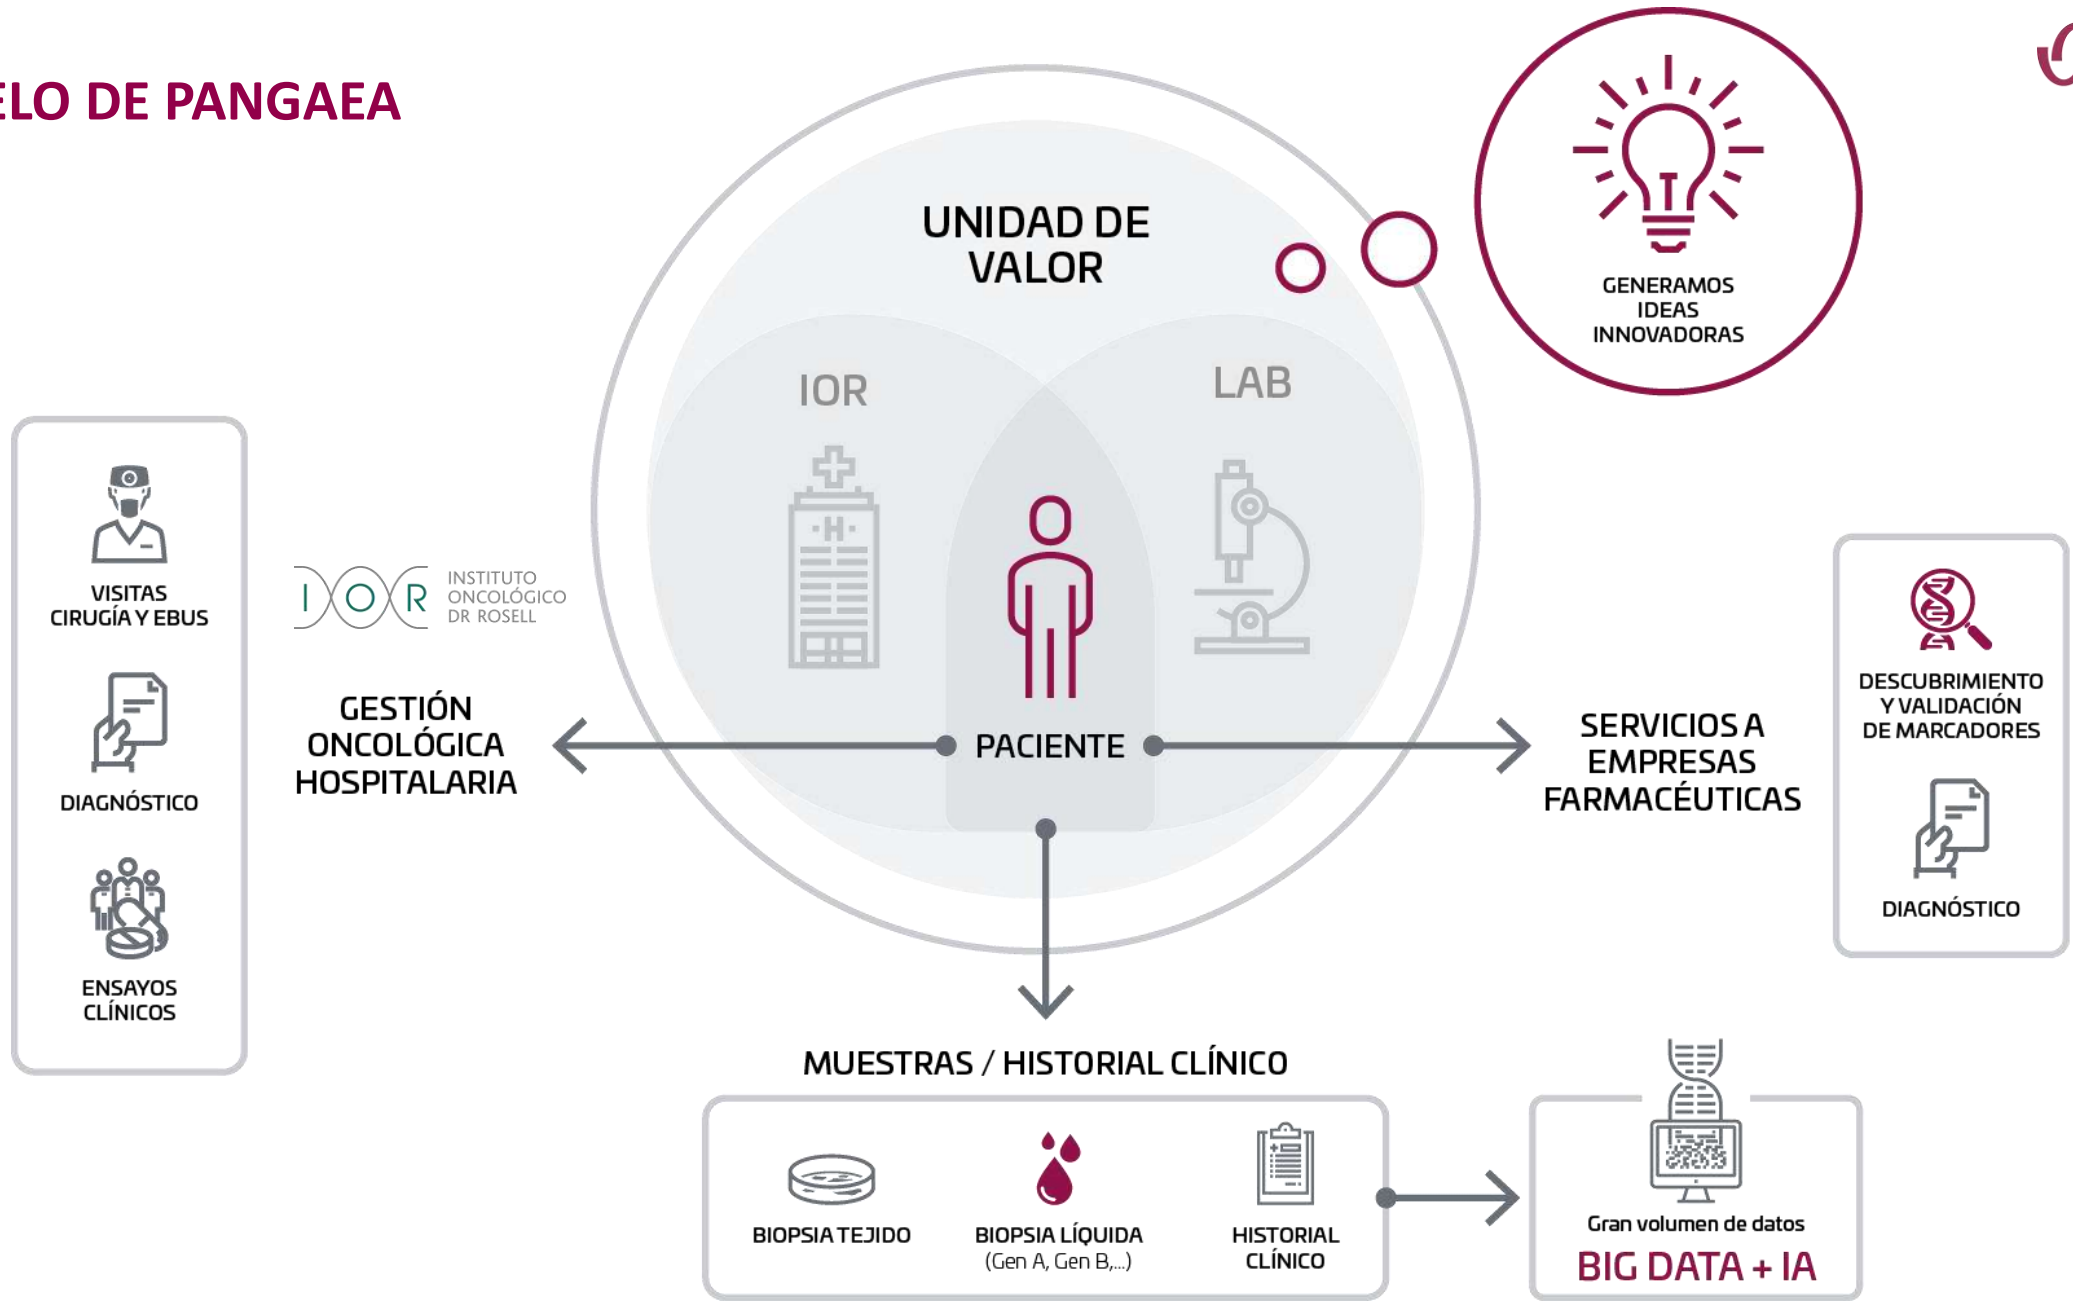 ELO DE PANGAEA
GENERAMOS
IDEAS
INNOVADORAS
UNIDAD DE
VALOR
IOR
LAB
H
VISITAS
CIRUGÍA Y EBUS
DIAGNÓSTICO
ENSAYOS
CLÍNICOS
IOR
INSTITUTO
ONCOLÓGICO
DR ROSELL
GESTIÓN
ONCOLÓGICA
HOSPITALARIA
PACIENTE
SERVICIOS A
EMPRESAS
FARMACÉUTICAS
DESCUBRIMIENTO
Y VALIDACIÓN
DE MARCADORES
DIAGNÓSTICO
MUESTRAS / HISTORIAL CLÍNICO
BIOPSIA TEJIDO
BIOPSIA LÍQUIDA
(Gen A, Gen B,...)
HISTORIAL
CLÍNICO
Gran volumen de datos
BIG DATA + IA